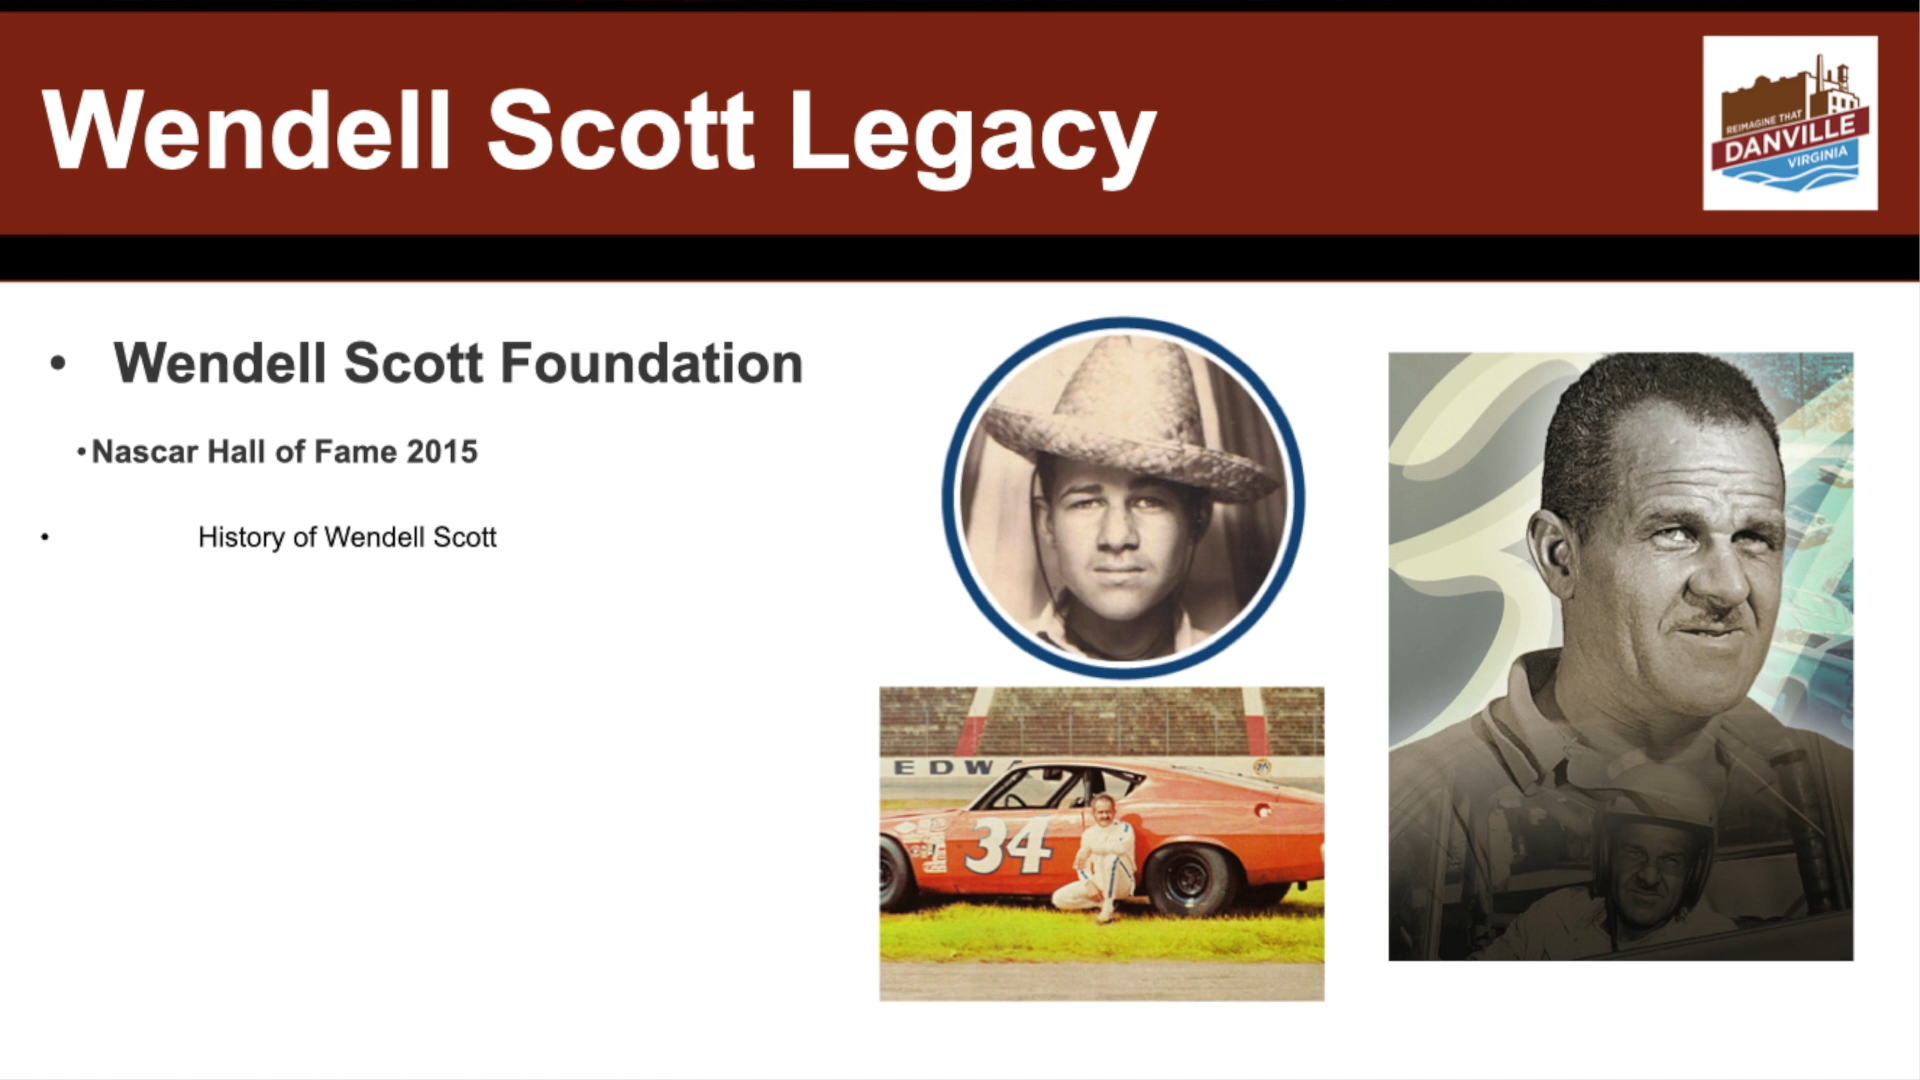 Wendell Scott Legacy
REIMAGINE THAT
DANVILLE
VIRGINIA
• Wendell Scott Foundation
• Nascar Hall of Fame 2015
• History of Wendell Scott
EDW
34